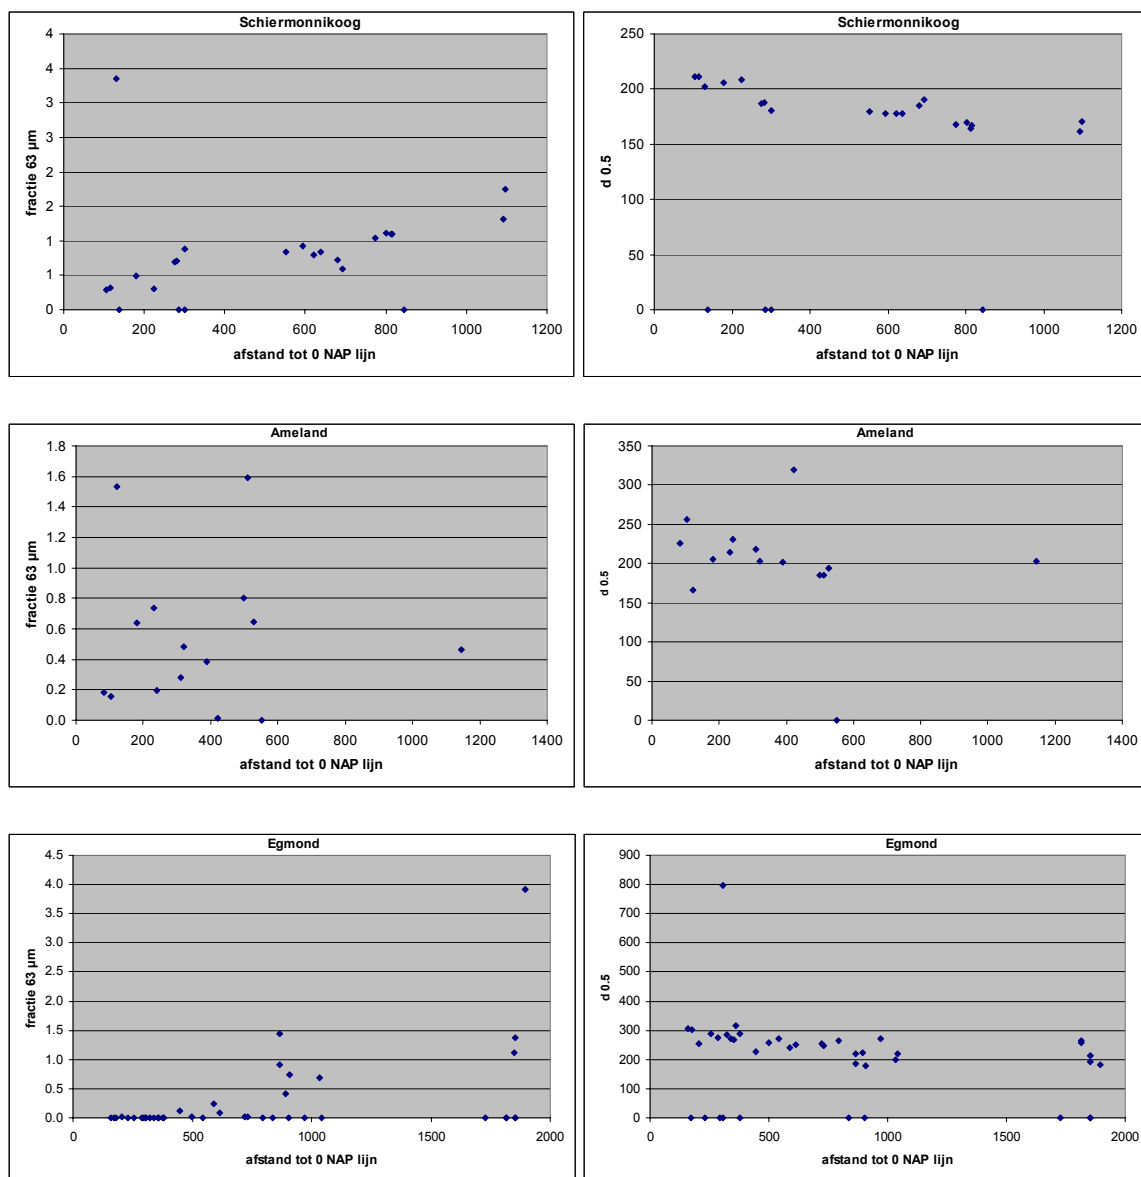 Schiermonnikoog
4
4
3
3
2
2
1
1
0
fractie 63 µm
0 200 400 600 800 1000 1200
afstand tot 0 NAP lijn
Schiermonnikoog
250
200
150
100
50
0
d 0.5
0 200 400 600 800 1000 1200
afstand tot 0 NAP lijn
Ameland
1.8
1.6
1.4
1.2
1.0
0.8
0.6
0.4
0.2
0.0
fractie 63 µm
0 200 400 600 800 1000 1200 1400
afstand tot 0 NAP lijn
Ameland
350
300
250
200
150
100
50
0
d 0.5
0 200 400 600 800 1000 1200 1400
afstand tot 0 NAP lijn
Egmond
4.5
4.0
3.5
3.0
2.5
2.0
1.5
1.0
0.5
0.0
fractie 63 µm
0 500 1000 1500 2000
afstand tot 0 NAP lijn
Egmond
900
800
700
600
500
400
300
200
100
0
d 0.5
0 500 1000 1500 2000
afstand tot 0 NAP lijn